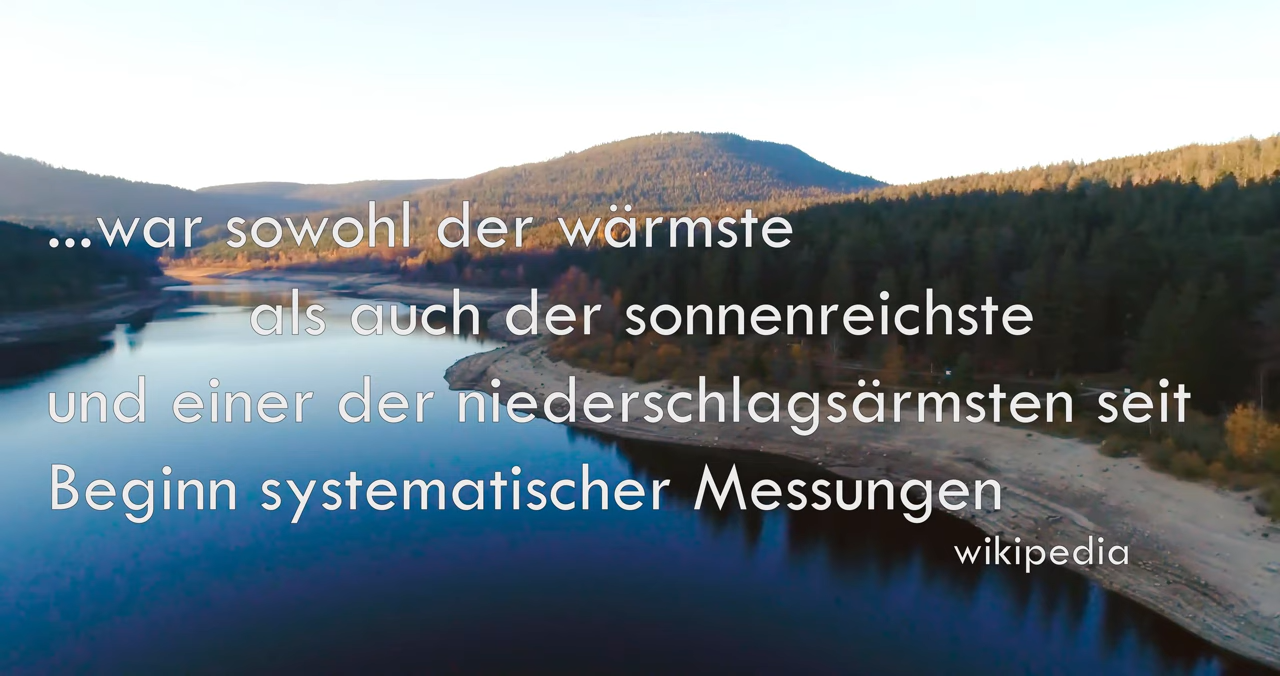 ...war sowohl der wärmste
als auch der sonnenreichste
und einer der niederschlagsärmsten seit
Beginn systematischer Messungen
wikipedia